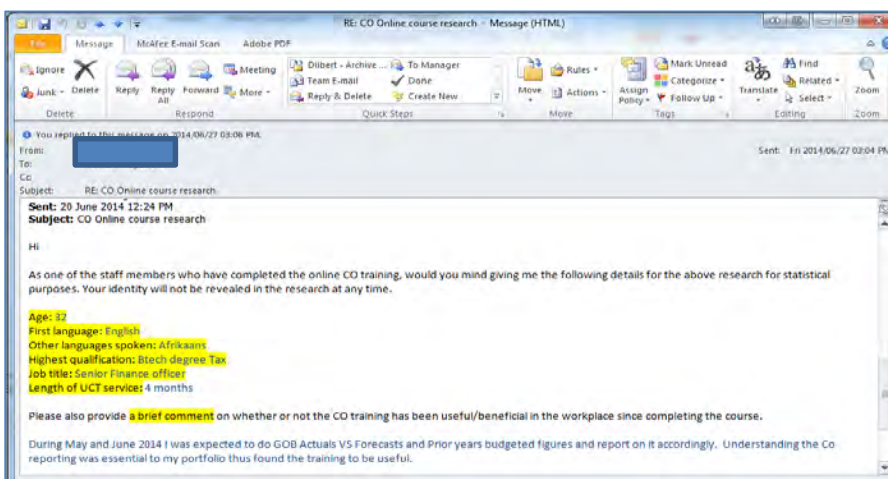 RE: CO Online course research - Message (HTML)
File Message McAfee E-mail Scan Adobe PDF
Ignore
Junk
Delete
Reply
Reply All
Forward
Meeting
More
Dilbert - Archive ...
Team E-mail
Reply & Delete
To Manager
Done
Create New
Move
Rules
Actions
Assign Policy
Mark Unread
Categorize
Follow Up
Translate
Find
Related
Select
Zoom
Delete Respond Quick Steps Move Tags Editing Zoom
You replied to this message on 2014/06/27 03:06 PM.
From: Sent: Fri 2014/06/27 03:04 PM
To:
Cc:
Subject: RE: CO Online course research
Sent: 20 June 2014 12:24 PM
Subject: CO Online course research
Hi
As one of the staff members who have completed the online CO training, would you mind giving me the following details for the above research for statistical
purposes. Your identity will not be revealed in the research at any time.
Age: 32
First language: English
Other languages spoken: Afrikaans
Highest qualification: Btech degree Tax
Job title: Senior Finance officer
Length of UCT service: 4 months
Please also provide a brief comment on whether or not the CO training has been useful/beneficial in the workplace since completing the course.
During May and June 2014 I was expected to do GOB Actuals VS Forecasts and Prior years budgeted figures and report on it accordingly. Understanding the Co
reporting was essential to my portfolio thus found the training to be useful.